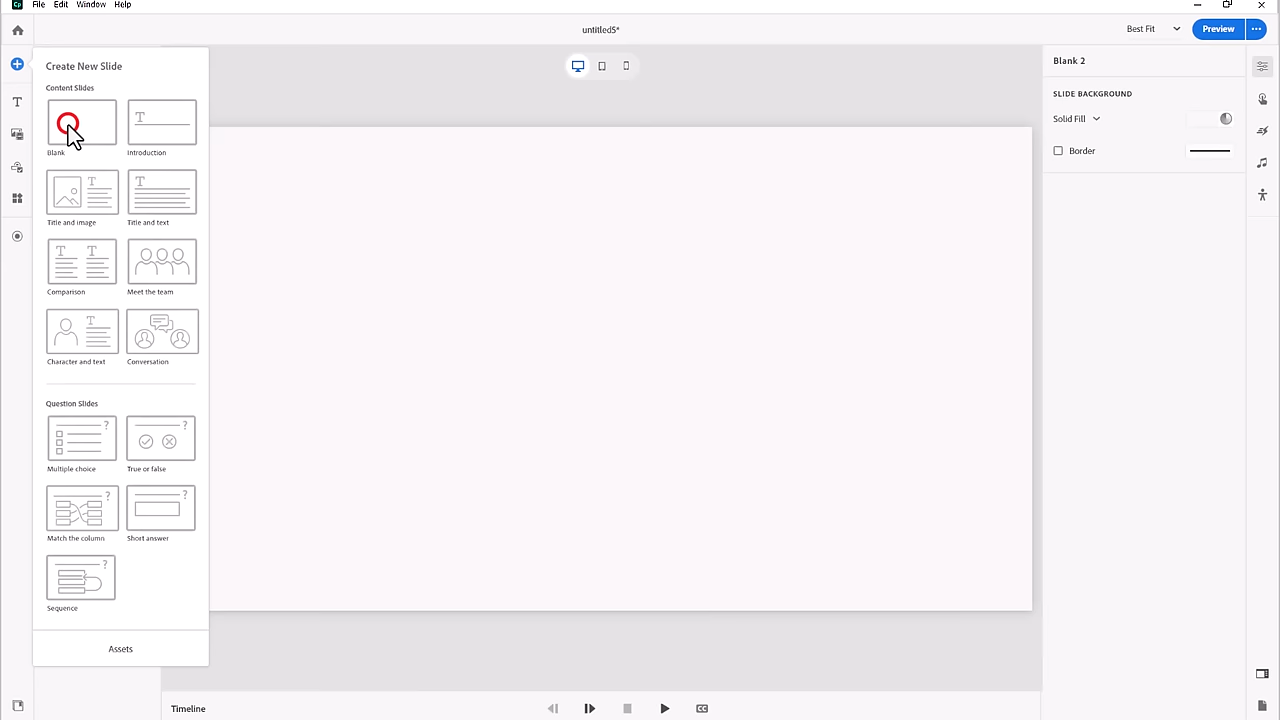 Cp File Edit Window Help
untitled5*
Best Fit
Preview
Create New Slide
Content Slides
T
Blank
Introduction
T
T
Title and image
Title and text
T
T
Comparison
Meet the team
T
Character and text
Conversation
Question Slides
?
?
Multiple choice
True or false
?
?
Match the column
Short answer
?
Sequence
Assets
Blank 2
SLIDE BACKGROUND
Solid Fill
Border
Timeline
CC